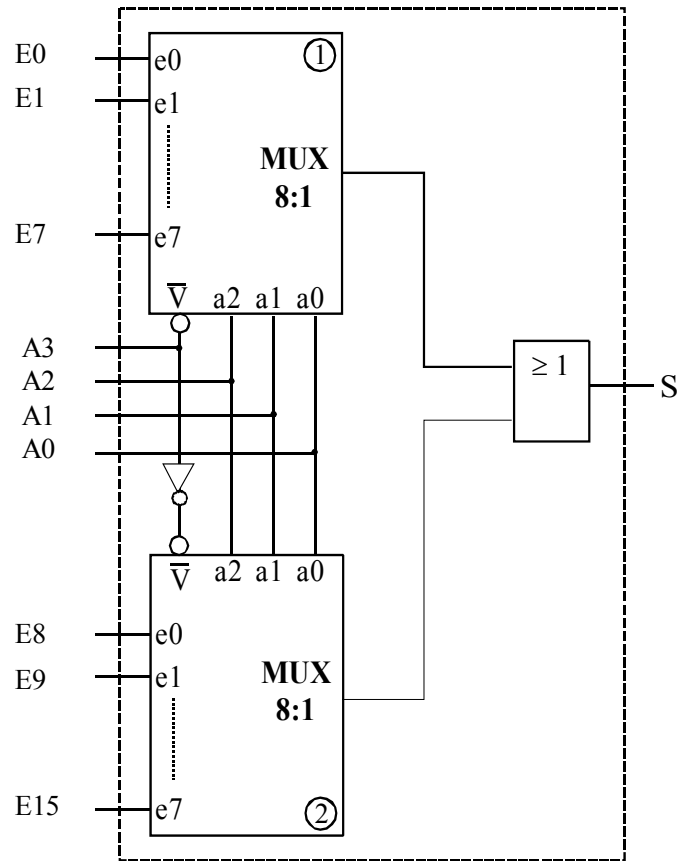 E0 e0 ①
E1 e1
MUX
8:1
E7 e7
V̅ a2 a1 a0
A3
A2
A1
A0
≥ 1
S
V̅ a2 a1 a0
E8 e0
E9 e1
MUX
8:1
E15 e7 ②